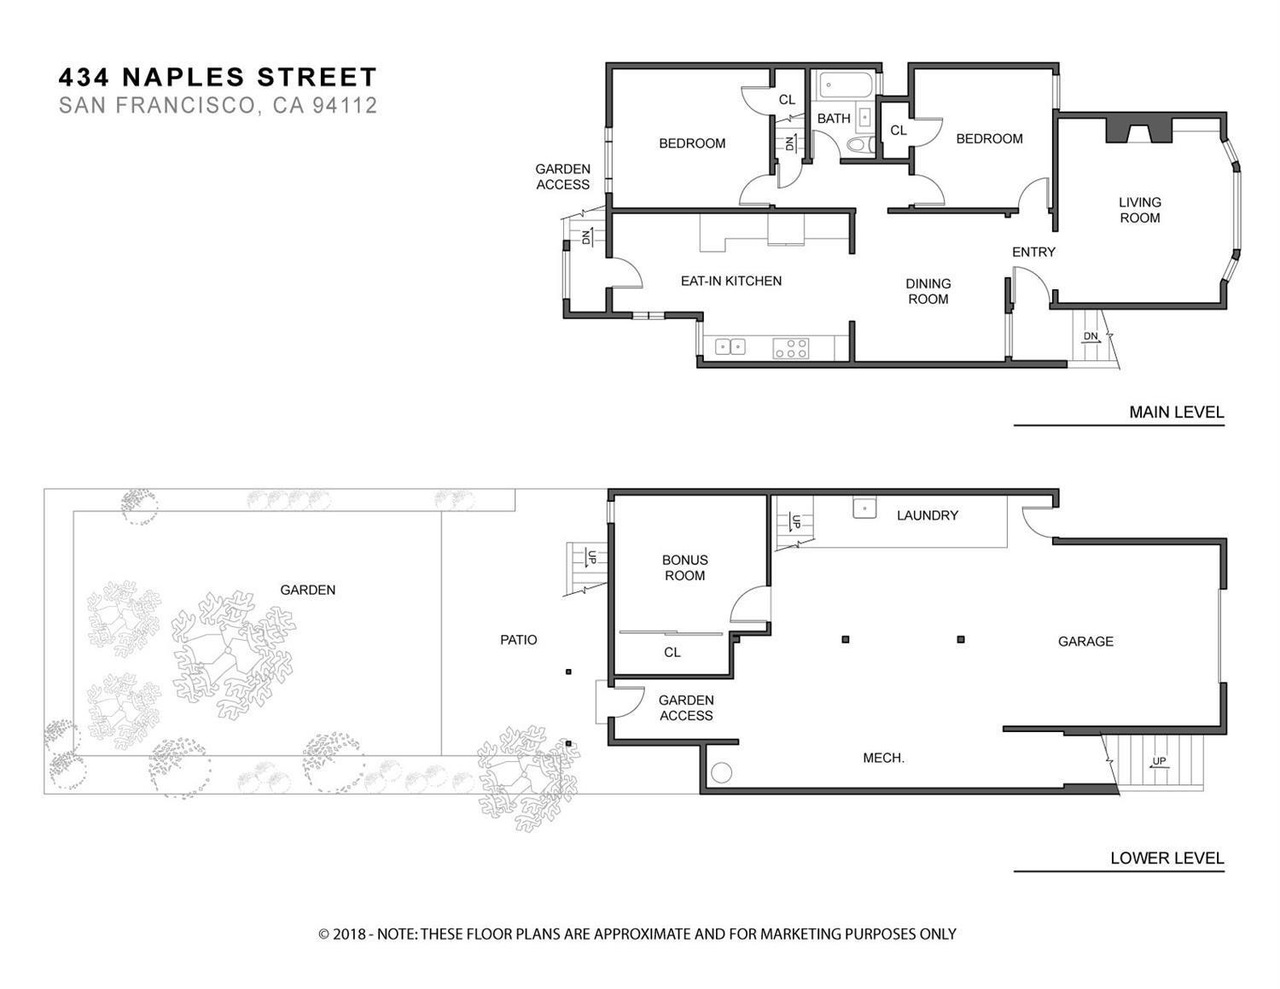 434 NAPLES STREET
SAN FRANCISCO, CA 94112
CL
BATH
CL
BEDROOM
DN
BEDROOM
GARDEN
ACCESS
LIVING
ROOM
DN
ENTRY
EAT-IN KITCHEN
DINING
ROOM
DN
MAIN LEVEL
UP
LAUNDRY
UP
BONUS
ROOM
GARDEN
PATIO
GARAGE
CL
GARDEN
ACCESS
MECH.
UP
LOWER LEVEL
© 2018 - NOTE: THESE FLOOR PLANS ARE APPROXIMATE AND FOR MARKETING PURPOSES ONLY